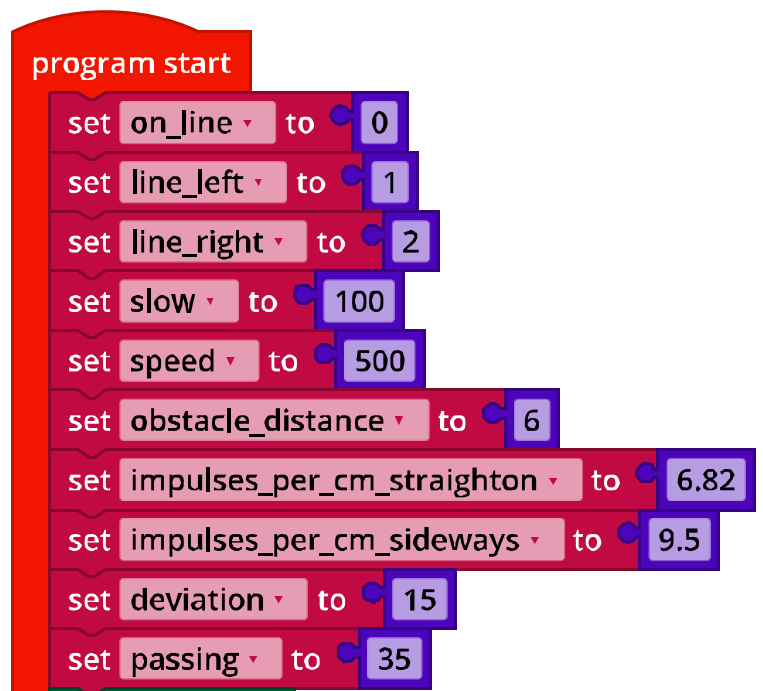 program start
set on_line to 0
set line_left to 1
set line_right to 2
set slow to 100
set speed to 500
set obstacle_distance to 6
set impulses_per_cm_straighton to 6.82
set impulses_per_cm_sideways to 9.5
set deviation to 15
set passing to 35